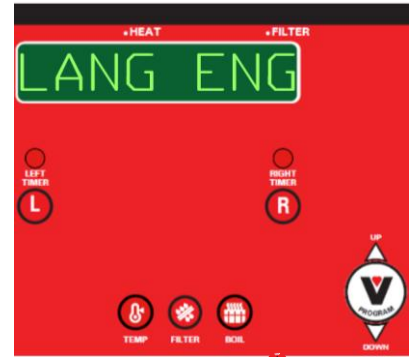 •HEAT •FILTER
LANG ENG
LEFT TIMER RIGHT TIMER
L R
UP
PROGRAM
TEMP FILTER BOIL
DOWN